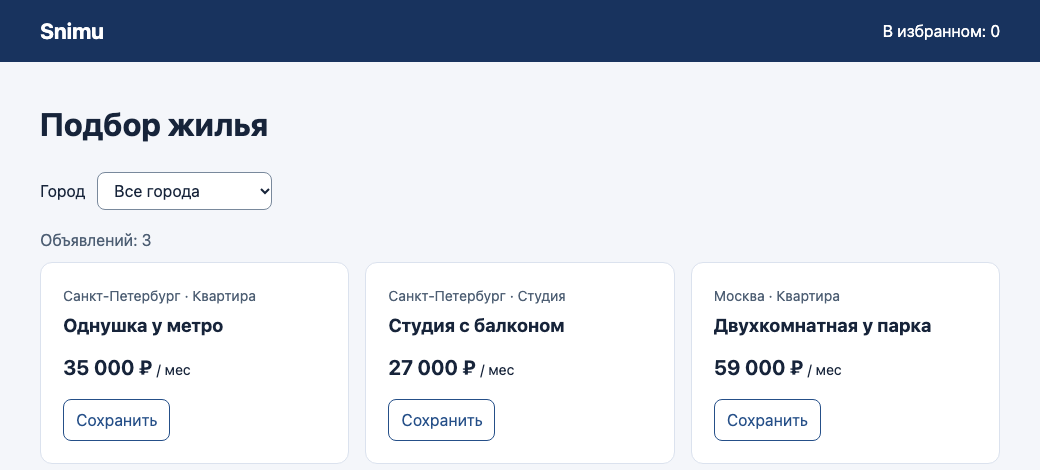 Snimu
В избранном: 0
Подбор жилья
Город
Все города
Объявлений: 3
Санкт-Петербург · Квартира
Однушка у метро
35 000 ₽ / мес
Сохранить
Санкт-Петербург · Студия
Студия с балконом
27 000 ₽ / мес
Сохранить
Москва · Квартира
Двухкомнатная у парка
59 000 ₽ / мес
Сохранить